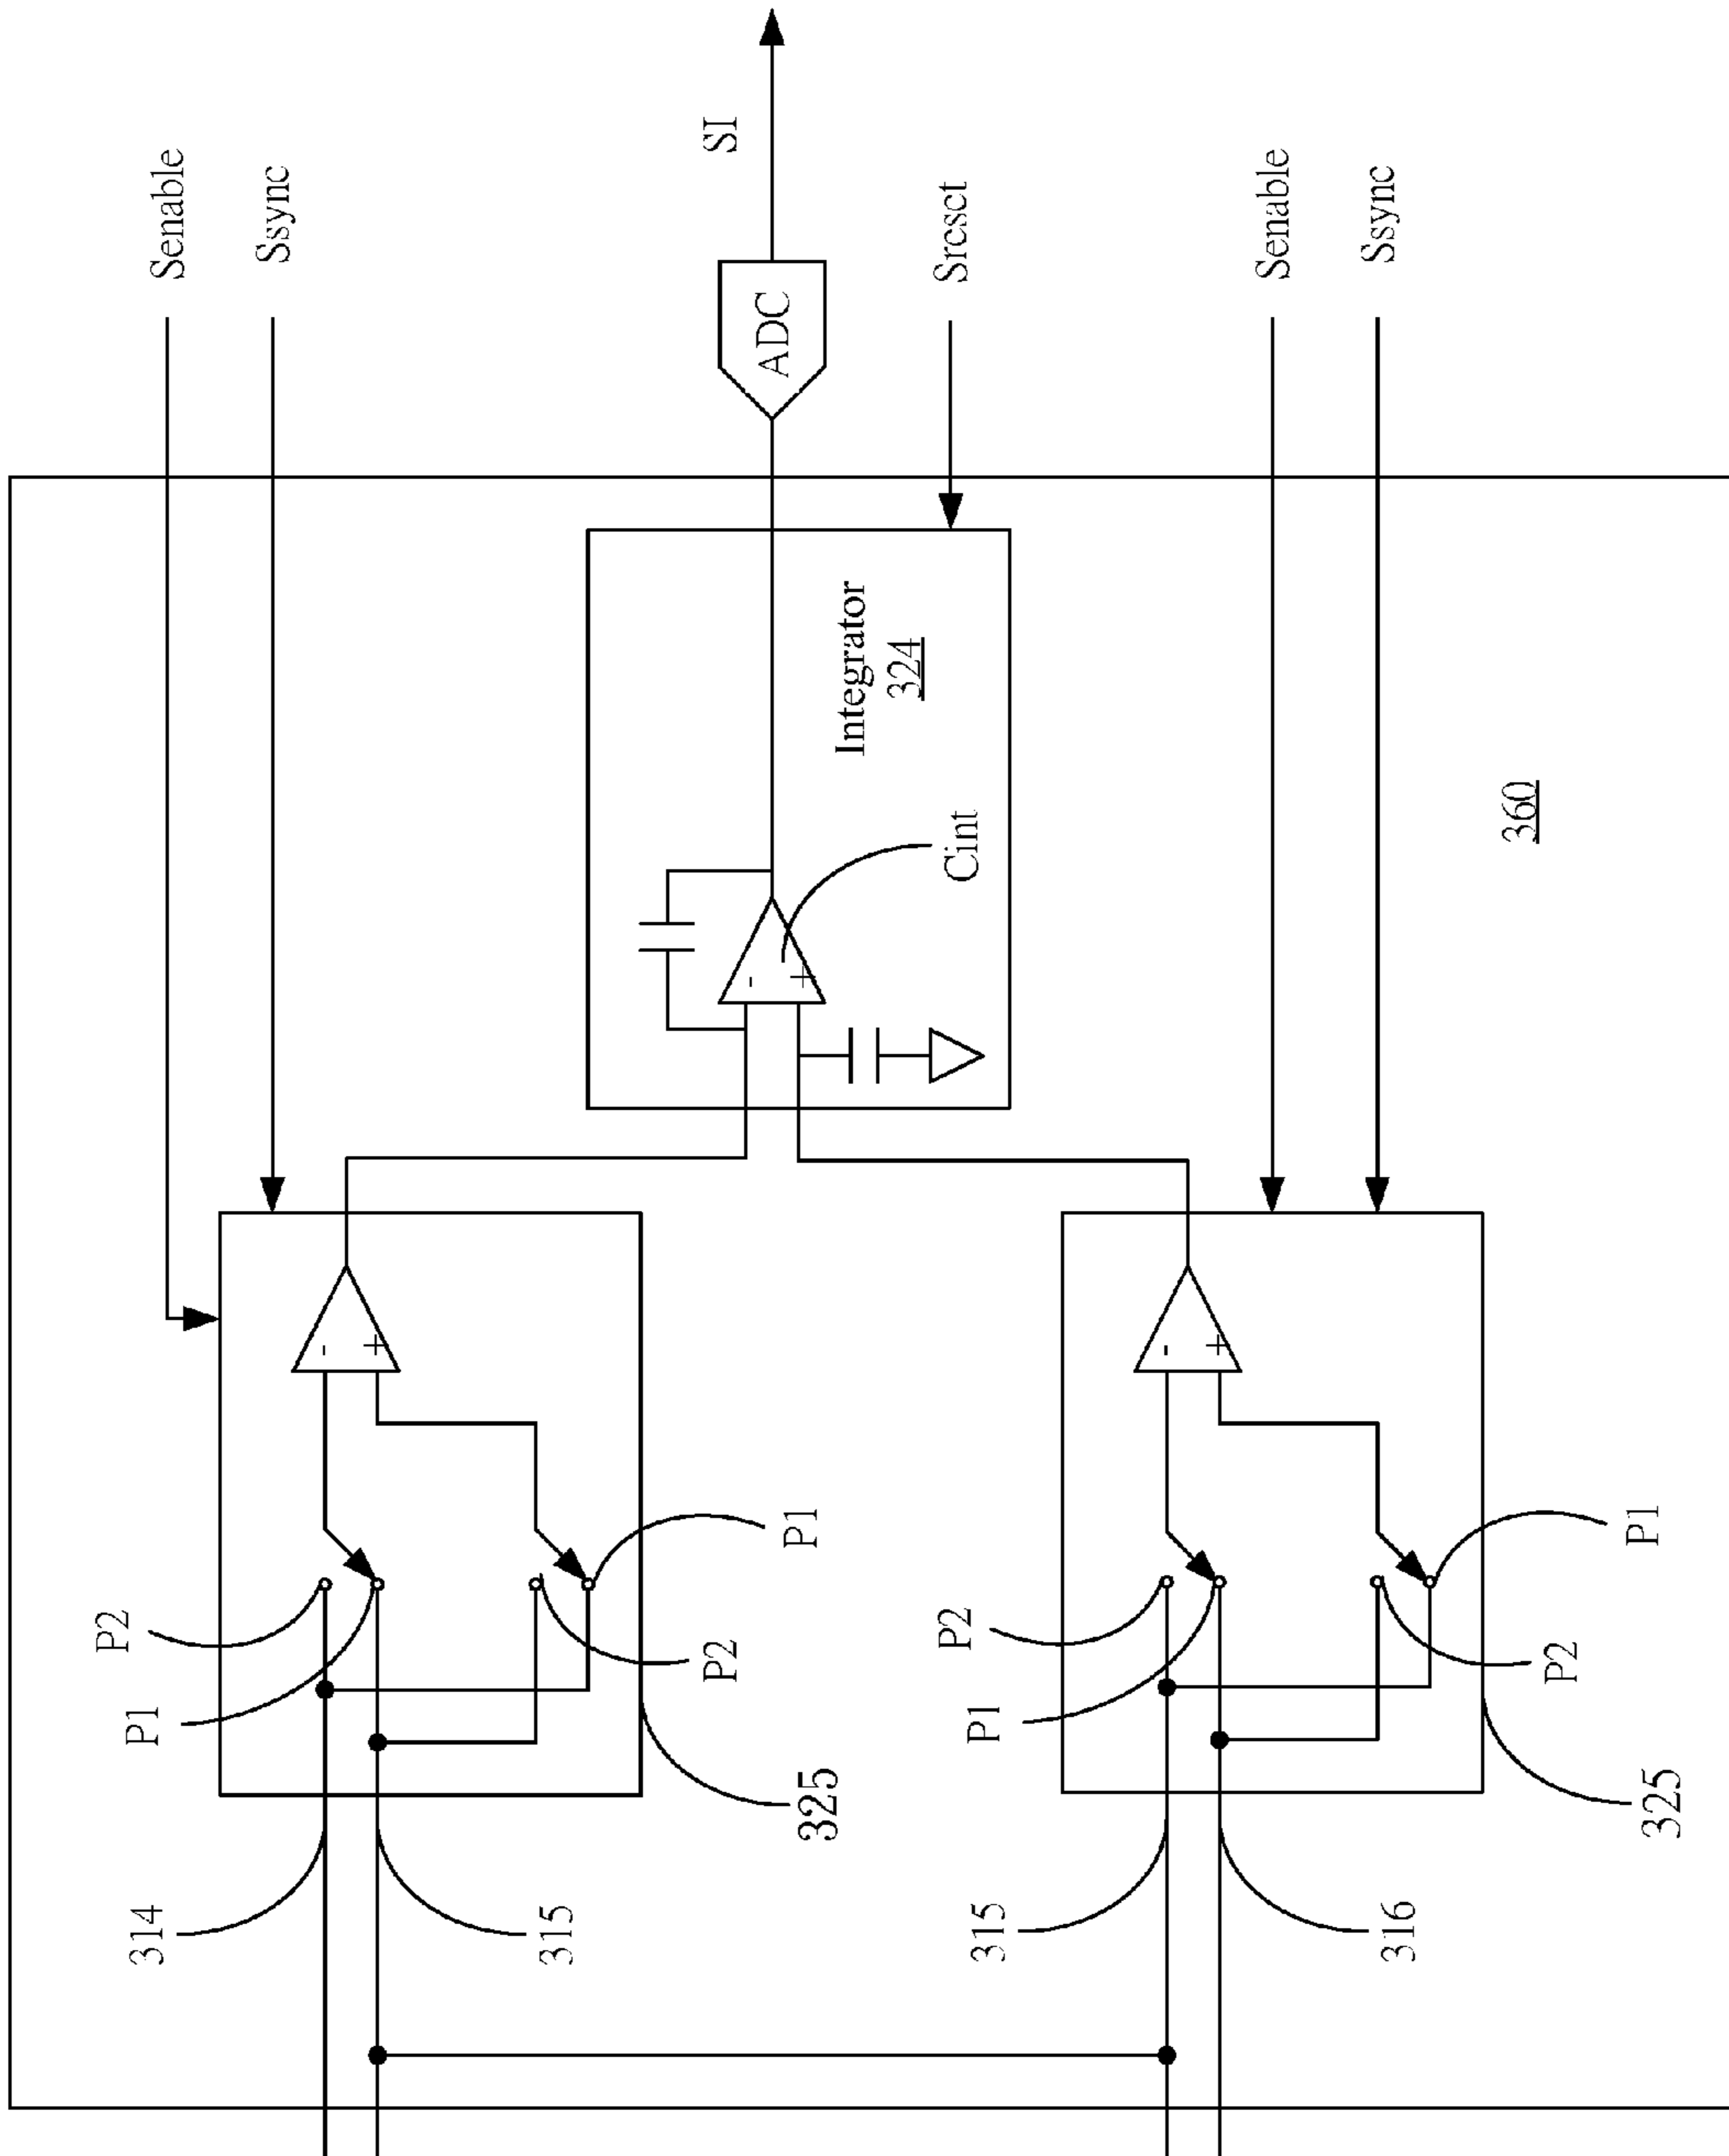 Senable
Ssync
SI
ADC
Sresct
Senable
Ssync
Integrator
324
-
+
Cint
360
-
+
-
+
P2
P1
P2
P1
P2
P1
P2
P1
325
325
314
315
315
316